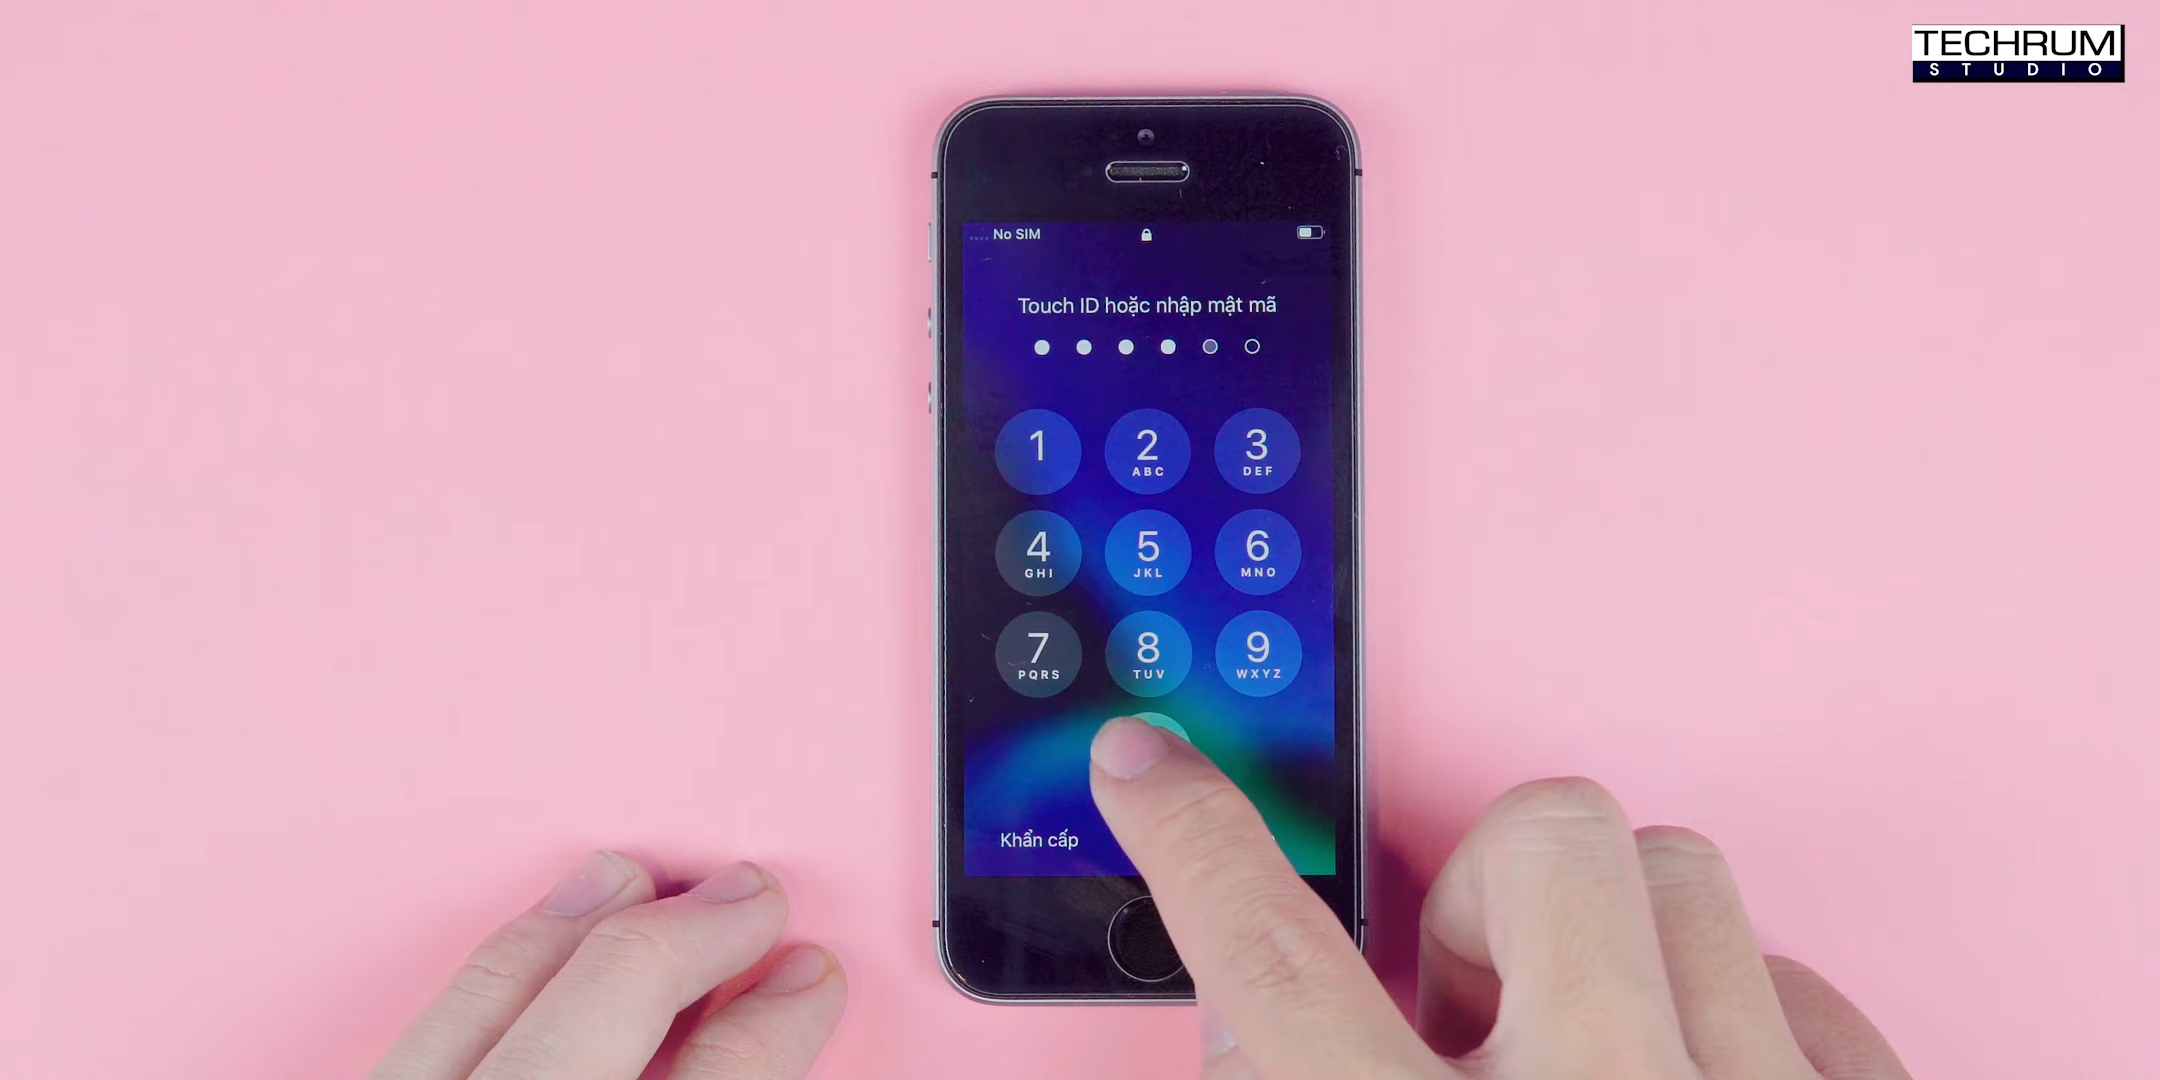 TECHRUM
STUDIO
No SIM
Touch ID hoặc nhập mật mã
1
2
ABC
3
DEF
4
GHI
5
JKL
6
MNO
7
PQRS
8
TUV
9
WXYZ
Khẩn cấp